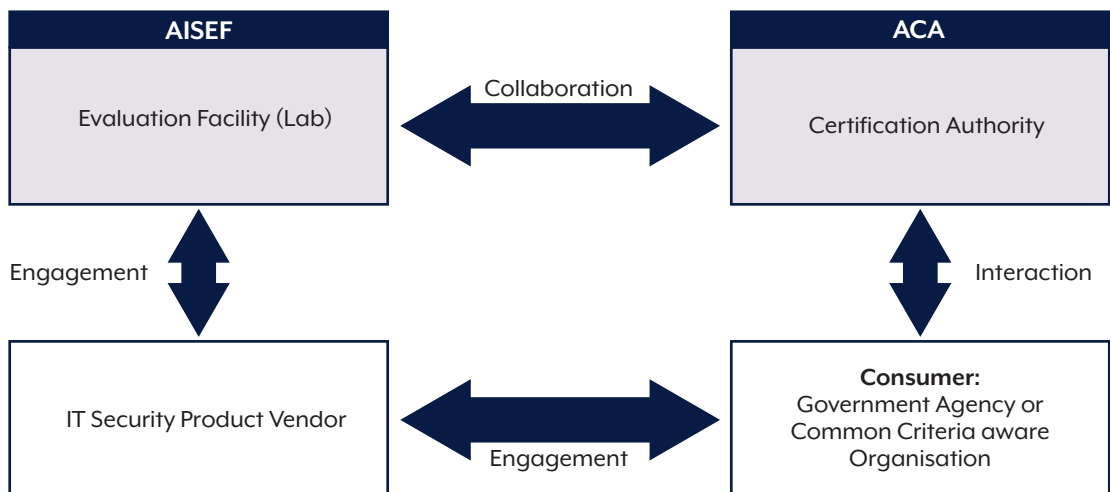 AISEF
ACA
Collaboration
Evaluation Facility (Lab)
Certification Authority
Engagement
Interaction
IT Security Product Vendor
Consumer:
Government Agency or
Common Criteria aware
Organisation
Engagement